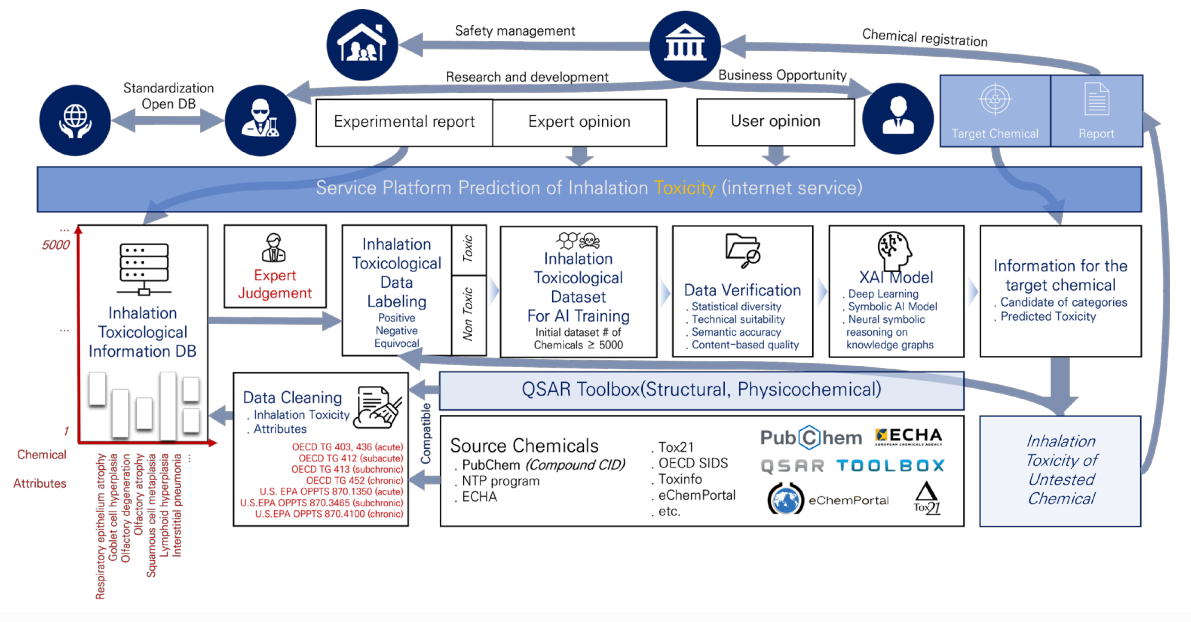 Safety management
Chemical registration
Research and development
Business Opportunity
Standardization
Open DB
Experimental report
Expert opinion
User opinion
Target Chemical
Report
Service Platform Prediction of Inhalation Toxicity (internet service)
...
5000
...
1
Chemical
Attributes
Inhalation
Toxicological
Information DB
Respiratory epithelium atrophy
Goblet cell hyperplasia
Olfactory degeneration
Olfactory atrophy
Squamous cell metaplasia
Lymphoid hyperplasia
Interstitial pneumonia
...
Expert
Judgement
Inhalation
Toxicological
Data
Labeling
Positive
Negative
Equivocal
Toxic
Non Toxic
Inhalation
Toxicological
Dataset
For AI Training
Initial dataset # of
Chemicals ≥ 5000
Data Verification
. Statistical diversity
. Technical suitability
. Semantic accuracy
. Content-based quality
XAI Model
. Deep Learning
. Symbolic AI Model
. Neural symbolic
reasoning on
knowledge graphs
Information for the
target chemical
. Candidate of categories
. Predicted Toxicity
Data Cleaning
. Inhalation Toxicity
. Attributes
OECD TG 403, 436 (acute)
OECD TG 412 (subacute)
OECD TG 413 (subchronic)
OECD TG 452 (chronic)
U.S. EPA OPPTS 870.1350 (acute)
U.S.EPA OPPTS 870.3465 (subchronic)
U.S.EPA OPPTS 870.4100 (chronic)
Compatible
QSAR Toolbox(Structural, Physicochemical)
Source Chemicals
. PubChem (Compound CID)
. NTP program
. ECHA
. Tox21
. OECD SIDS
. Toxinfo
. eChemPortal
. etc.
PubChem
ECHA
EUROPEAN CHEMICALS AGENCY
QSAR TOOLBOX
eChemPortal
Tox21
Inhalation
Toxicity of
Untested
Chemical